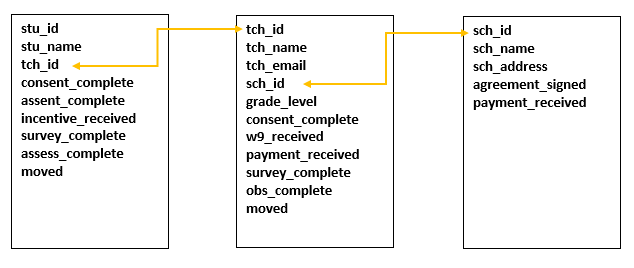 stu_id
stu_name
tch_id
consent_complete
assent_complete
incentive_received
survey_complete
assess_complete
moved
tch_id
tch_name
tch_email
sch_id
grade_level
consent_complete
w9_received
payment_received
survey_complete
obs_complete
moved
sch_id
sch_name
sch_address
agreement_signed
payment_received